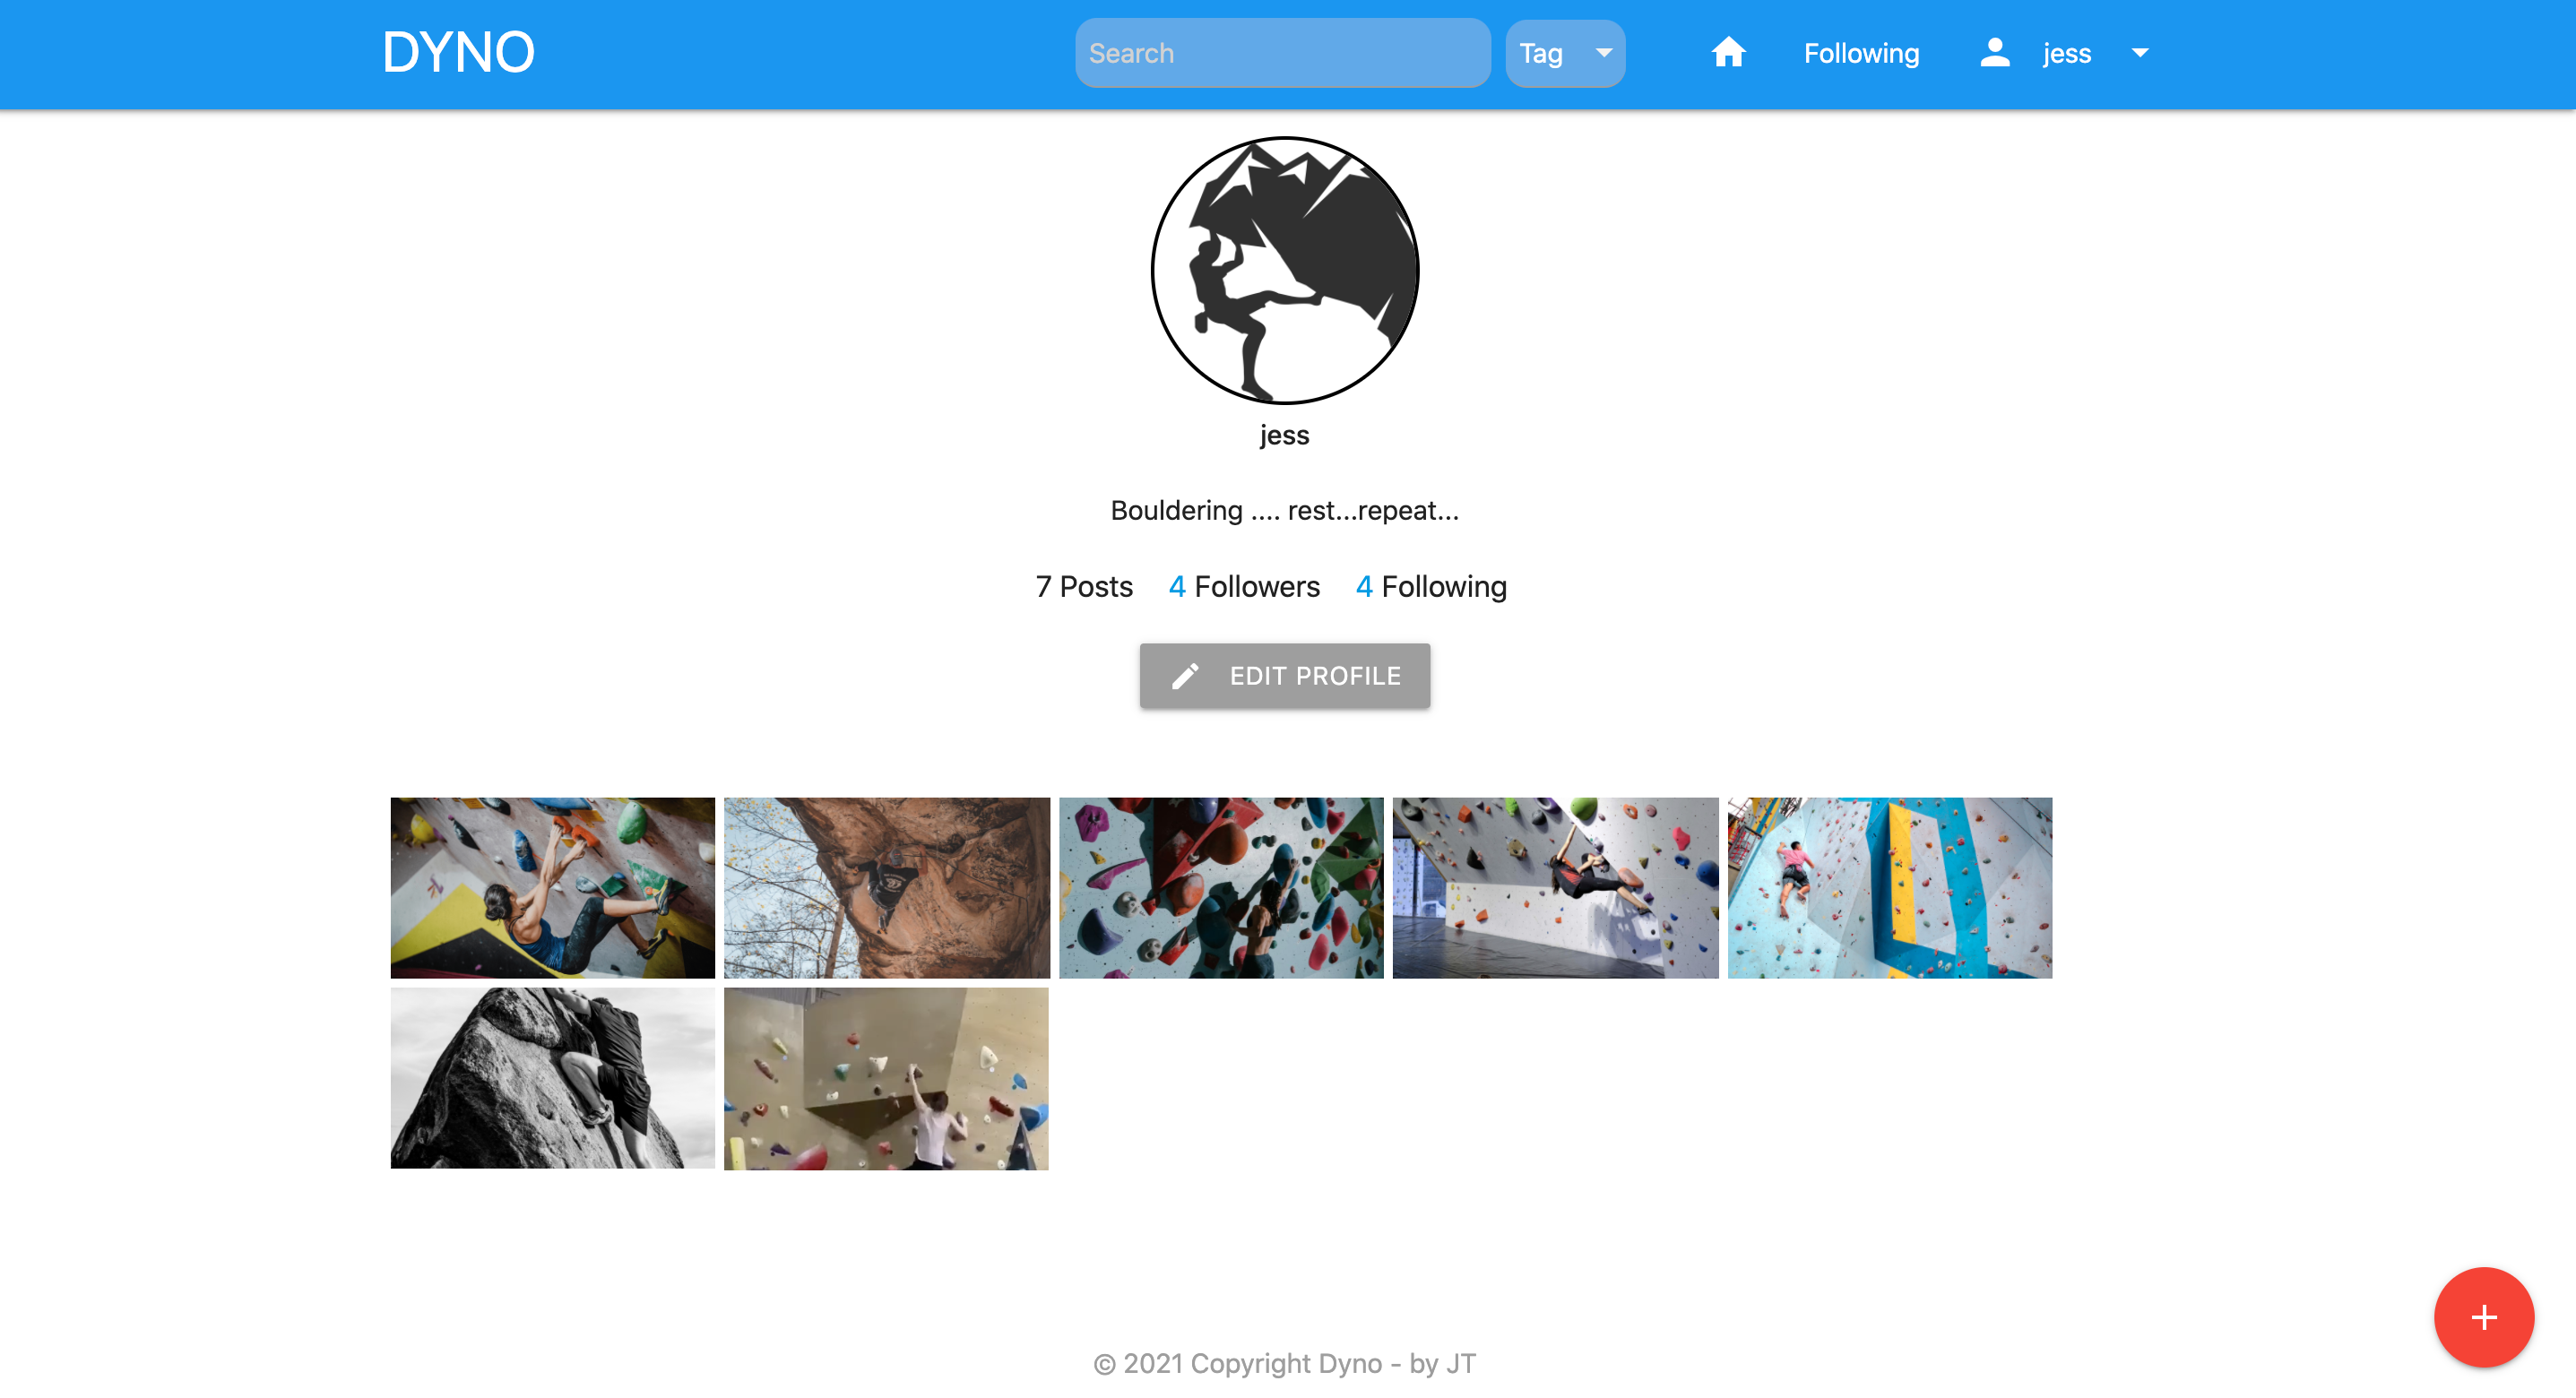 DYNO
Search
Tag
Following
jess
jess
Bouldering .... rest...repeat...
7 Posts 4 Followers 4 Following
EDIT PROFILE
© 2021 Copyright Dyno - by JT